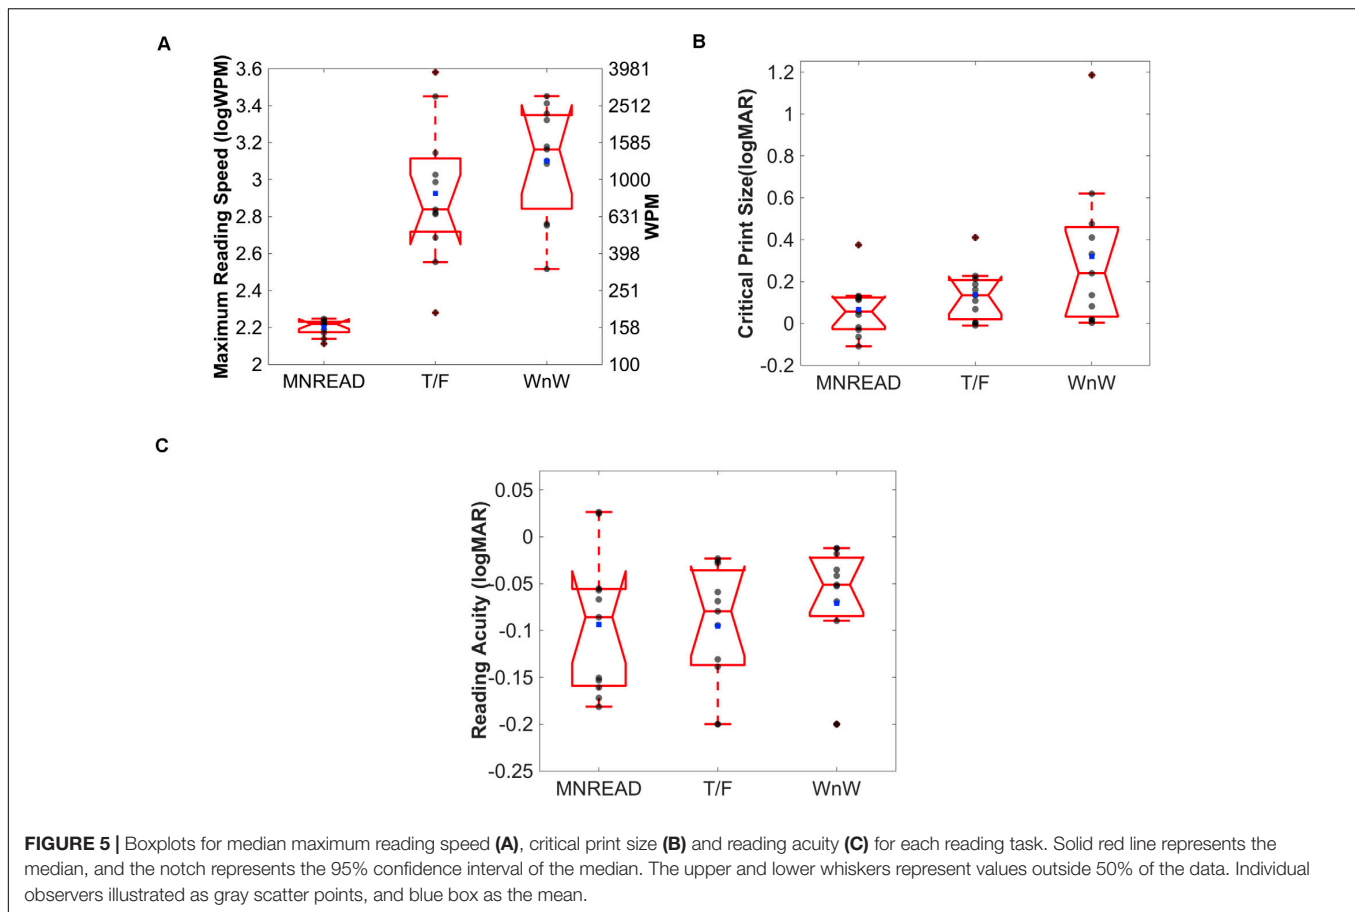 A
Maximum Reading Speed (logWPM)
3.6
3.4
3.2
3
2.8
2.6
2.4
2.2
2
3981
2512
1585
1000
631
398
251
158
100
WPM
MNREAD T/F WnW
B
Critical Print Size(logMAR)
1.2
1
0.8
0.6
0.4
0.2
0
-0.2
MNREAD T/F WnW
C
Reading Acuity (logMAR)
0.05
0
-0.05
-0.1
-0.15
-0.2
-0.25
MNREAD T/F WnW
FIGURE 5 | Boxplots for median maximum reading speed (A), critical print size (B) and reading acuity (C) for each reading task. Solid red line represents the
median, and the notch represents the 95% confidence interval of the median. The upper and lower whiskers represent values outside 50% of the data. Individual
observers illustrated as gray scatter points, and blue box as the mean.